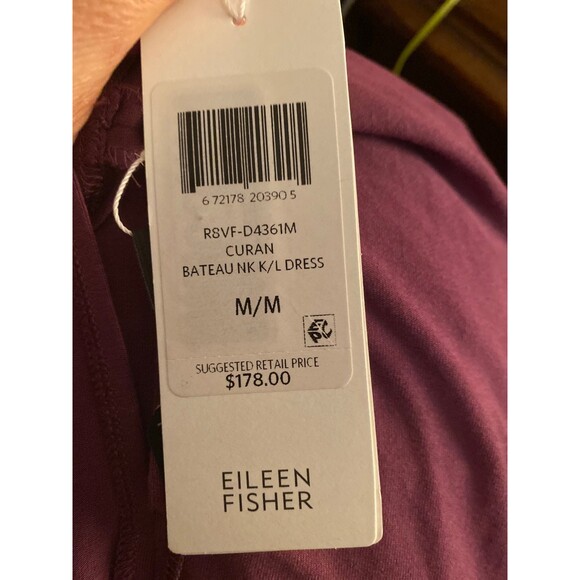 6 72178 20390 5
R8VF-D4361M
CURAN
BATEAU NK K/L DRESS
M/M
SUGGESTED RETAIL PRICE
$178.00
EILEEN
FISHER